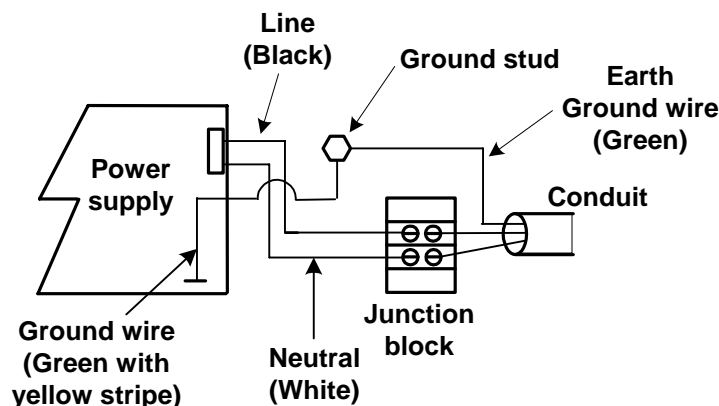 Line
(Black)
Ground stud
Earth
Ground wire
(Green)
Power
supply
Conduit
Ground wire
(Green with
yellow stripe)
Neutral
(White)
Junction
block